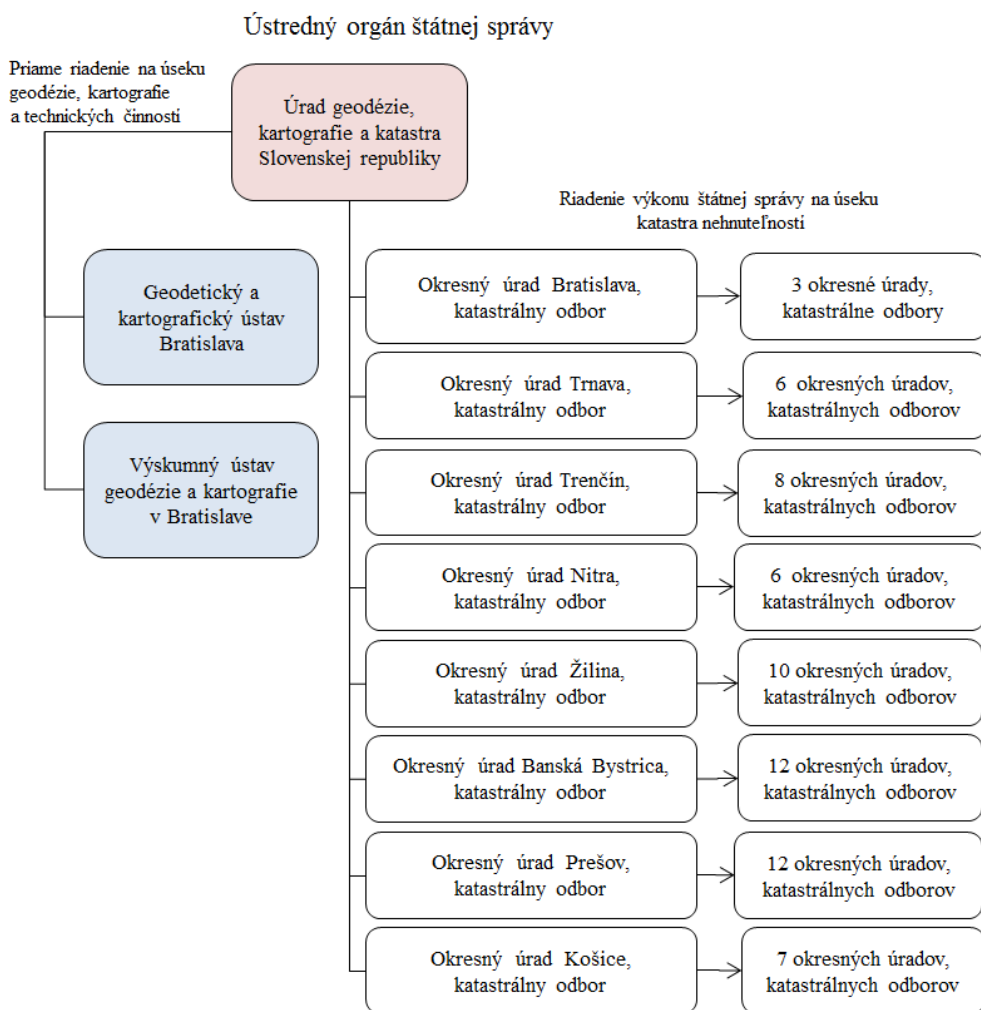 Ústredný orgán štátnej správy
Priame riadenie na úseku
geodézie, kartografie
a technických činností
Úrad geodézie,
kartografie a katastra
Slovenskej republiky
Riadenie výkonu štátnej správy na úseku
katastra nehnuteľností
Geodetický a
kartografický ústav
Bratislava
Výskumný ústav
geodézie a kartografie
v Bratislave
Okresný úrad Bratislava,
katastrálny odbor
3 okresné úrady,
katastrálne odbory
Okresný úrad Trnava,
katastrálny odbor
6 okresných úradov,
katastrálnych odborov
Okresný úrad Trenčín,
katastrálny odbor
8 okresných úradov,
katastrálnych odborov
Okresný úrad Nitra,
katastrálny odbor
6 okresných úradov,
katastrálnych odborov
Okresný úrad Žilina,
katastrálny odbor
10 okresných úradov,
katastrálnych odborov
Okresný úrad Banská Bystrica,
katastrálny odbor
12 okresných úradov,
katastrálnych odborov
Okresný úrad Prešov,
katastrálny odbor
12 okresných úradov,
katastrálnych odborov
Okresný úrad Košice,
katastrálny odbor
7 okresných úradov,
katastrálnych odborov